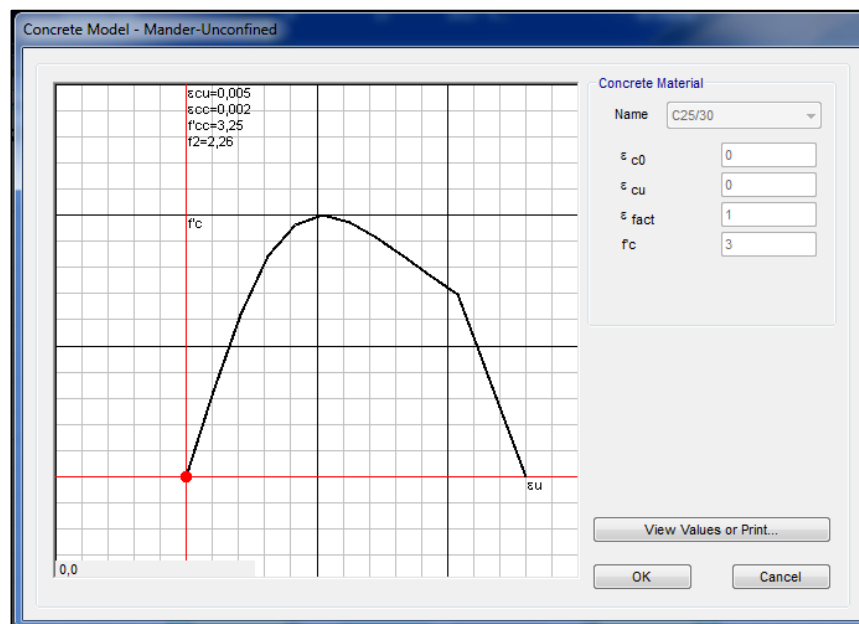 Concrete Model - Mander-Unconfined
εcu=0,005
εcc=0,002
f'cc=3,25
f2=2,26
f'c
εu
0,0
Concrete Material
Name C25/30
ε c0 0
ε cu 0
ε fact 1
f'c 3
View Values or Print...
OK Cancel